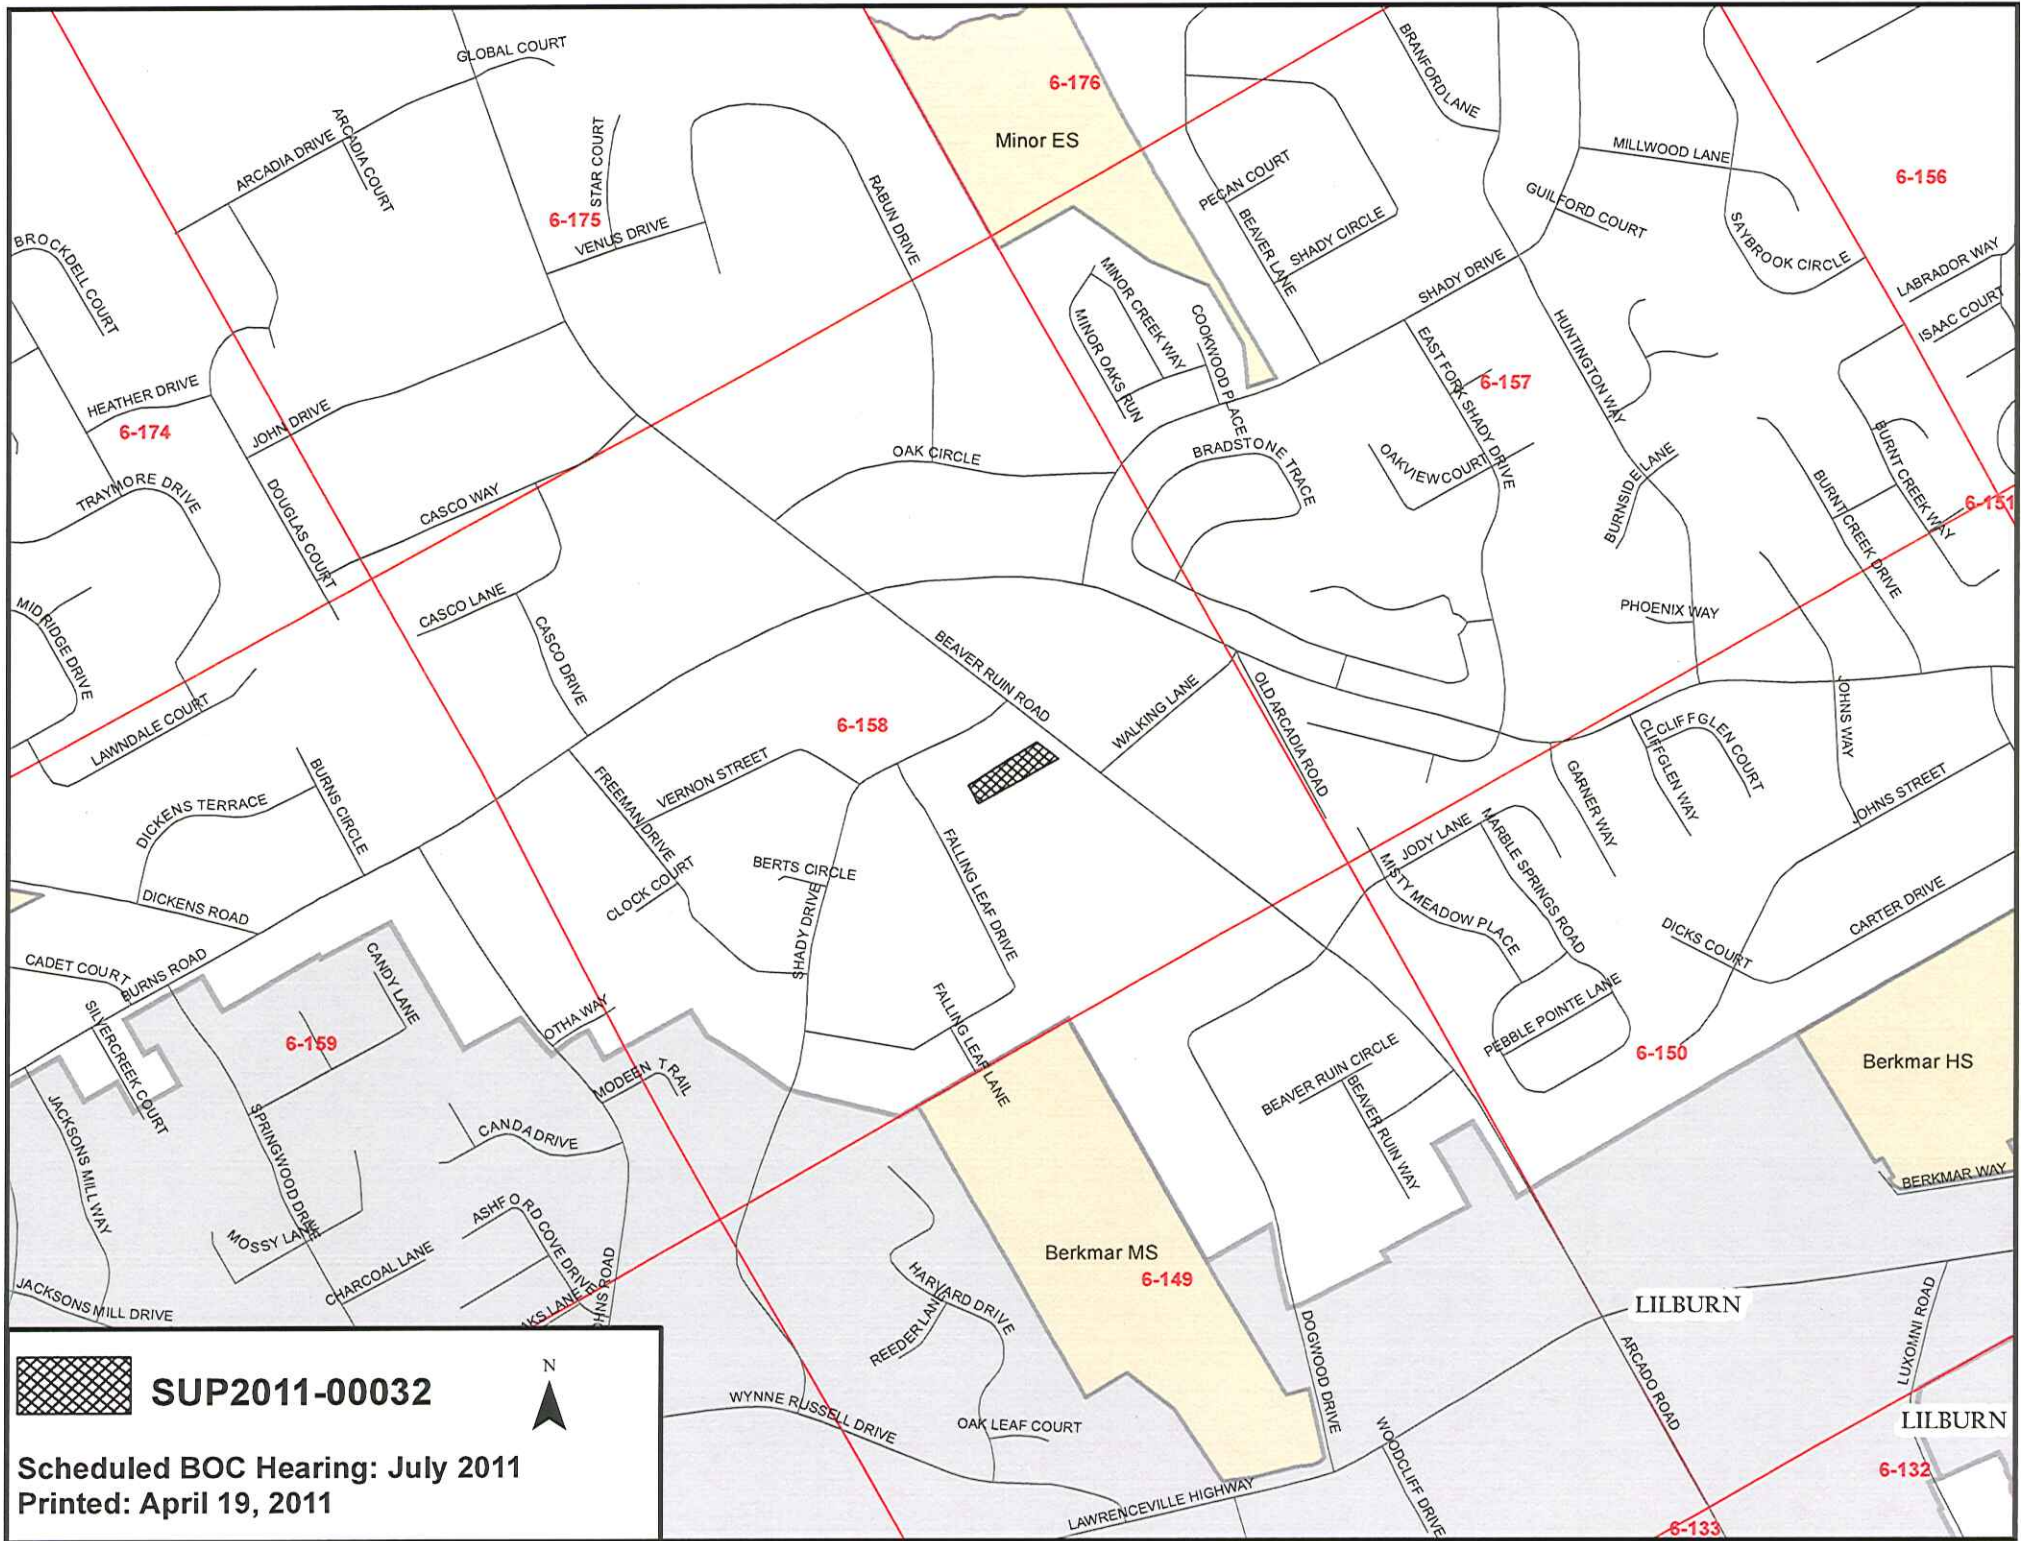 GLOBAL COURT
ARCADIA DRIVE
ARCADIA COURT
STAR COURT
6-175
VENUS DRIVE
RABUN DRIVE
6-176
Minor ES
BRANFORD LANE
MILLWOOD LANE
6-156
PECAN COURT
BEAVER LANE
SHADY CIRCLE
GUILFORD COURT
SAYBROOK CIRCLE
SHADY DRIVE
LABRADOR WAY
ISAAC COURT
BROCKDELL COURT
MINOR CREEK WAY
MINOR OAKS RUN
COOKWOOD PLACE
HUNTINGTON WAY
EAST FORK SHADY DRIVE
6-157
HEATHER DRIVE
6-174
JOHN DRIVE
OAK CIRCLE
BRADSTONE TRACE
OAKVIEW COURT
BURNSIDE LANE
BURNT CREEK WAY
BURNT CREEK DRIVE
6-151
TRAYMORE DRIVE
DOUGLAS COURT
CASCO WAY
CASCO LANE
CASCO DRIVE
MIDRIDGE DRIVE
LAWNDALE COURT
BEAVER RUIN ROAD
PHOENIX WAY
WALKING LANE
OLD ARCADIA ROAD
6-158
JOHNS WAY
CLIFFGLEN COURT
CLIFFGLEN WAY
GARNER WAY
JOHNS STREET
BURNS CIRCLE
DICKENS TERRACE
FREEMAN DRIVE
VERNON STREET
DICKENS ROAD
CLOCK COURT
BERTS CIRCLE
SHADY DRIVE
FALLING LEAF DRIVE
JODY LANE
MARBLE SPRINGS ROAD
MISTY MEADOW PLACE
DICKS COURT
CARTER DRIVE
CADET COURT
BURNS ROAD
CANDY LANE
SILVERCREEK COURT
6-159
OTHA WAY
MODEEN TRAIL
FALLING LEAF LANE
PEBBLE POINTE LANE
6-150
BEAVER RUIN CIRCLE
BEAVER RUIN WAY
Berkmar HS
BERKMAR WAY
JACKSONS MILL WAY
SPRINGWOOD DRIVE
CANDA DRIVE
ASHFORD COVE DRIVE
MOSSY LANE
CHARCOAL LANE
JACKSONS MILL DRIVE
AKS LANE
OHNS ROAD
Berkmar MS
6-149
HARVARD DRIVE
REEDER LANE
DOGWOOD DRIVE
LILBURN
LUXOMNI ROAD
ARCADO ROAD
WYNNE RUSSELL DRIVE
OAK LEAF COURT
WOODCLIFF DRIVE
LILBURN
LAWRENCEVILLE HIGHWAY
6-132
6-133
SUP2011-00032
N
Scheduled BOC Hearing: July 2011
Printed: April 19, 2011